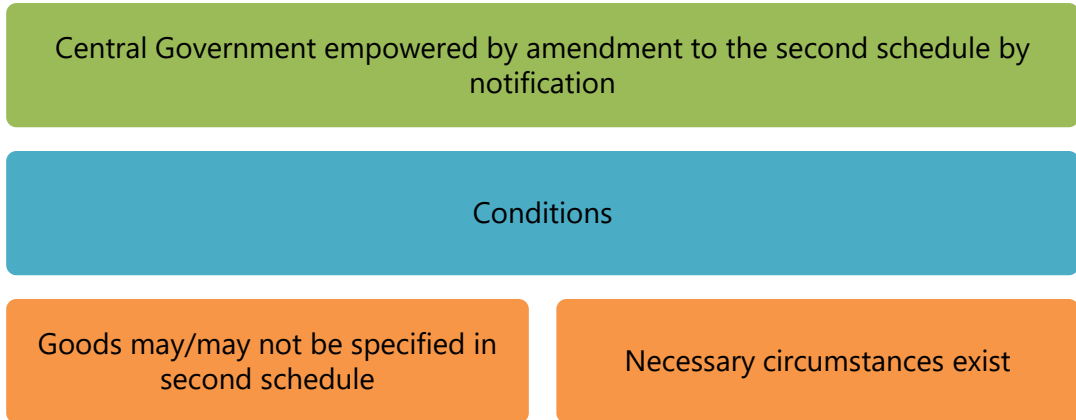 Central Government empowered by amendment to the second schedule by
notification
Conditions
Goods may/may not be specified in
second schedule
Necessary circumstances exist